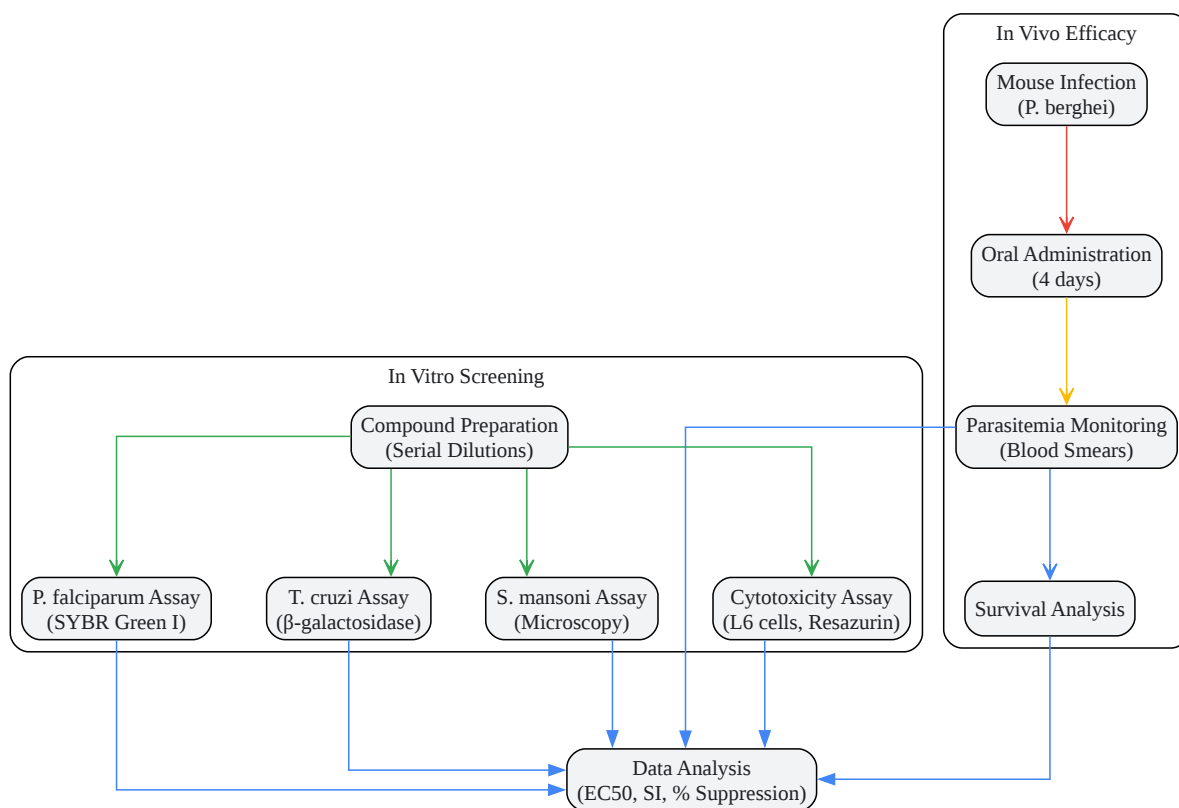 In Vivo Efficacy
Mouse Infection
(P. berghei)
Oral Administration
(4 days)
In Vitro Screening
Compound Preparation
(Serial Dilutions)
Parasitemia Monitoring
(Blood Smears)
P. falciparum Assay
(SYBR Green I)
T. cruzi Assay
(β-galactosidase)
S. mansoni Assay
(Microscopy)
Cytotoxicity Assay
(L6 cells, Resazurin)
Survival Analysis
Data Analysis
(EC50, SI, % Suppression)